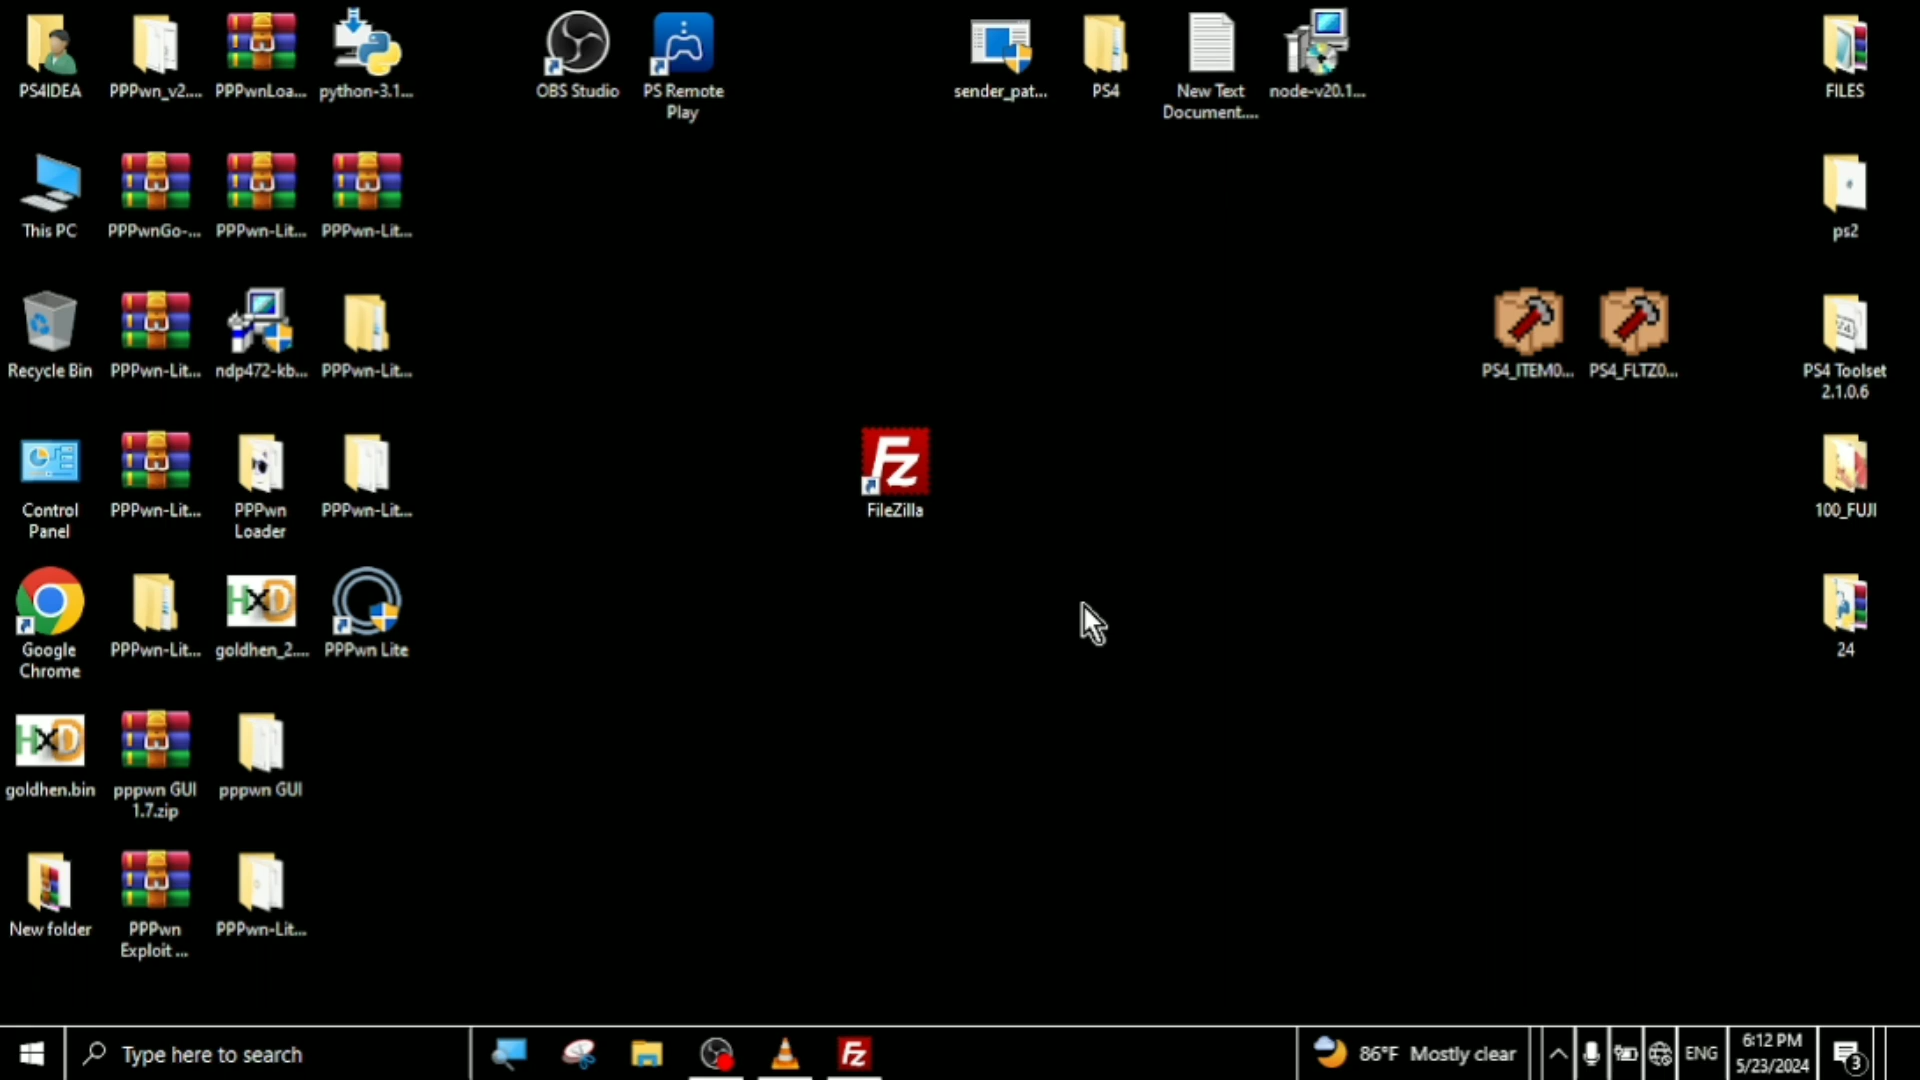 PS4IDEA
PPPwn_v2....
PPPwnLoa...
python-3.1...
OBS Studio
PS Remote
Play
sender_pat...
PS4
New Text
Document....
node-v20.1...
FILES
This PC
PPPwnGo-...
PPPwn-Lit...
PPPwn-Lit...
ps2
Recycle Bin
PPPwn-Lit...
ndp472-kb...
PPPwn-Lit...
PS4_ITEM0...
PS4_FLTZ0...
PS4 Toolset
2.1.0.6
Control
Panel
PPPwn-Lit...
PPPwn
Loader
PPPwn-Lit...
Fz
FileZilla
100_FUJI
Google
Chrome
PPPwn-Lit...
HxD
goldhen_2....
PPPwn Lite
24
HxD
goldhen.bin
pppwn GUI
1.7.zip
pppwn GUI
New folder
PPPwn
Exploit ...
PPPwn-Lit...
Type here to search
Fz
86°F Mostly clear
ENG
6:12 PM
5/23/2024
3